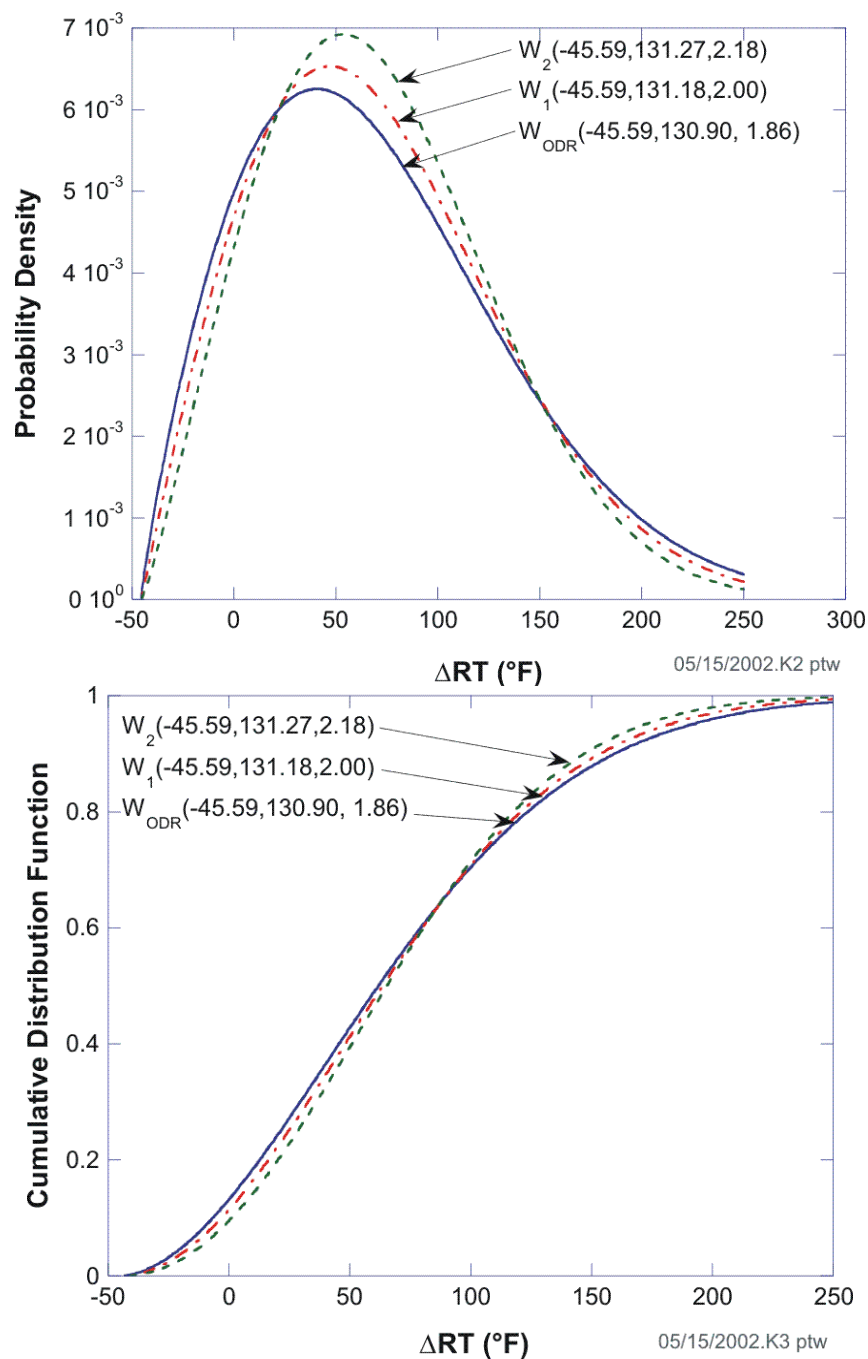 7 10-3
6 10-3
5 10-3
4 10-3
3 10-3
2 10-3
1 10-3
0 100
Probability Density
W2(-45.59,131.27,2.18)
W1(-45.59,131.18,2.00)
WODR(-45.59,130.90, 1.86)
-50 0 50 100 150 200 250 300
ΔRT (°F)
05/15/2002.K2 ptw
1
0.8
0.6
0.4
0.2
0
Cumulative Distribution Function
W2(-45.59,131.27,2.18)
W1(-45.59,131.18,2.00)
WODR(-45.59,130.90, 1.86)
-50 0 50 100 150 200 250
ΔRT (°F)
05/15/2002.K3 ptw